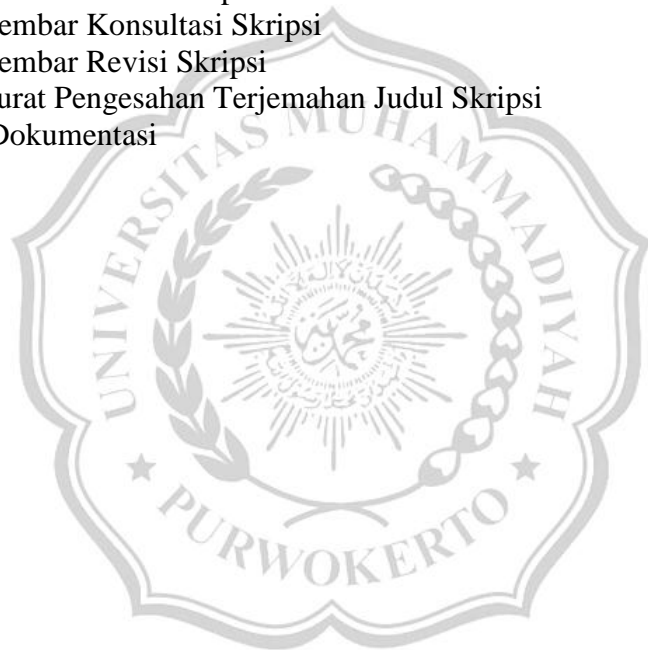 embar Konsultasi Skripsi
embar Revisi Skripsi
urat Pengesahan Terjemahan Judul Skripsi
Dokumentasi
UNIVERSITAS MUHAMMADIYAH
PURWOKERTO